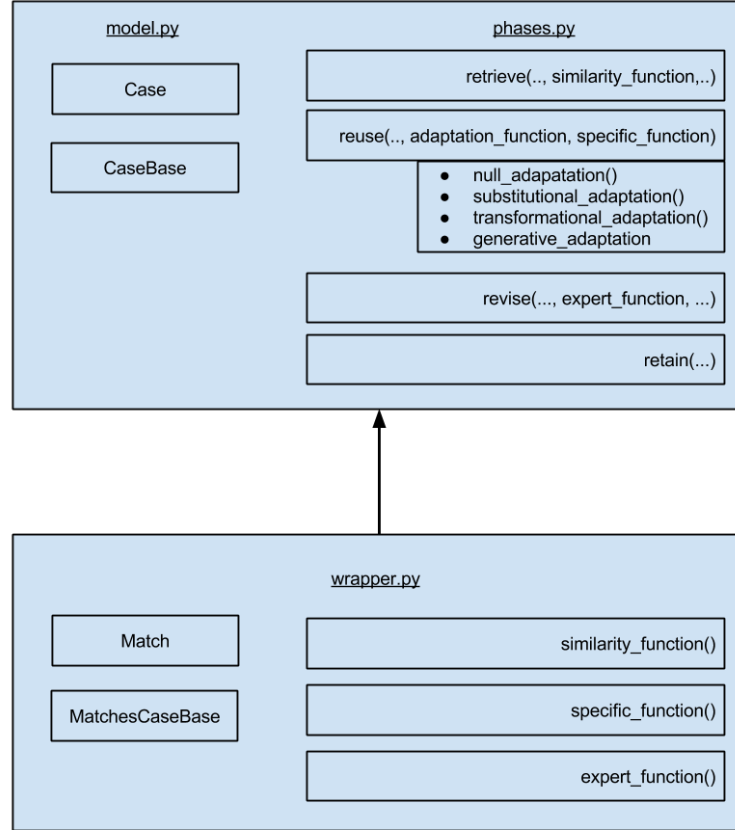 model.py
Case
CaseBase
phases.py
retrieve(.., similarity_function,..)
reuse(.., adaptation_function, specific_function)
● null_adapatation()
● substitutional_adaptation()
● transformational_adaptation()
● generative_adaptation
revise(..., expert_function, ...)
retain(...)
wrapper.py
Match
MatchesCaseBase
similarity_function()
specific_function()
expert_function()